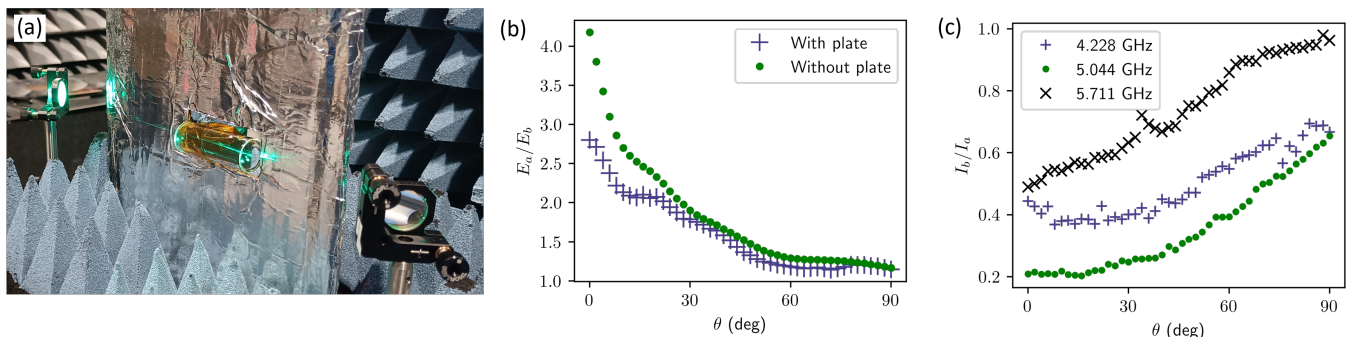 (a)
(b)
4.0
3.5
3.0
2.5
2.0
1.5
1.0
E_a/E_b
With plate
Without plate
0
30
60
90
θ (deg)
(c)
1.0
0.8
0.6
0.4
0.2
I_b/I_a
4.228 GHz
5.044 GHz
5.711 GHz
0
30
60
90
θ (deg)